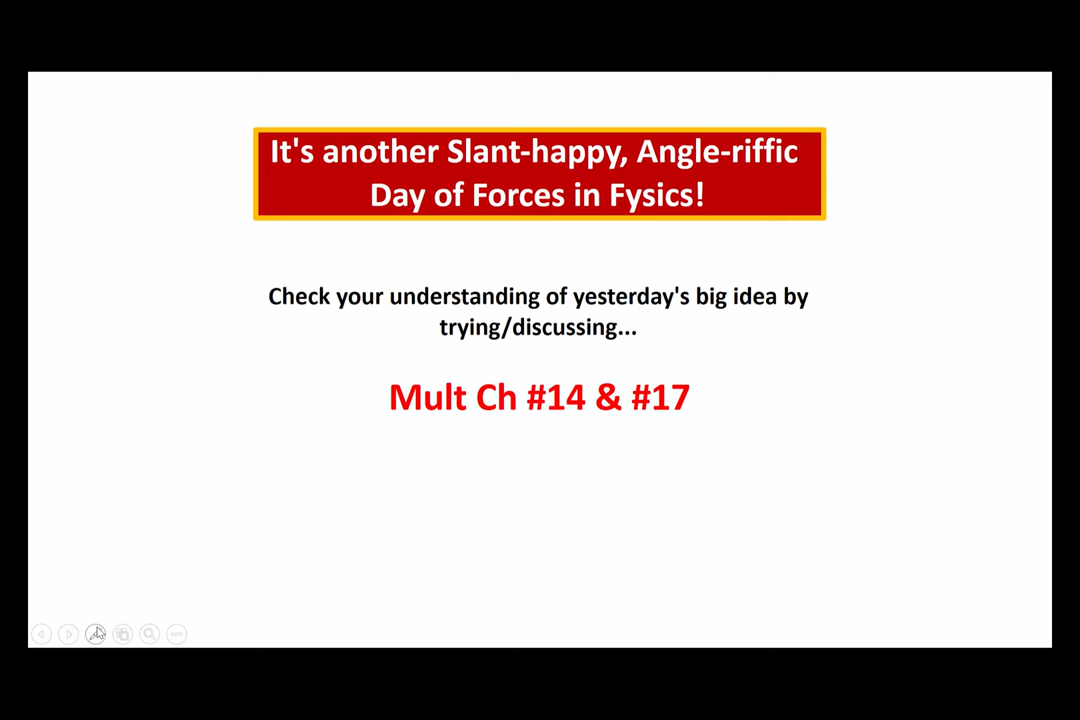 It's another Slant-happy, Angle-riffic
Day of Forces in Fysics!
Check your understanding of yesterday's big idea by
trying/discussing...
Mult Ch #14 & #17